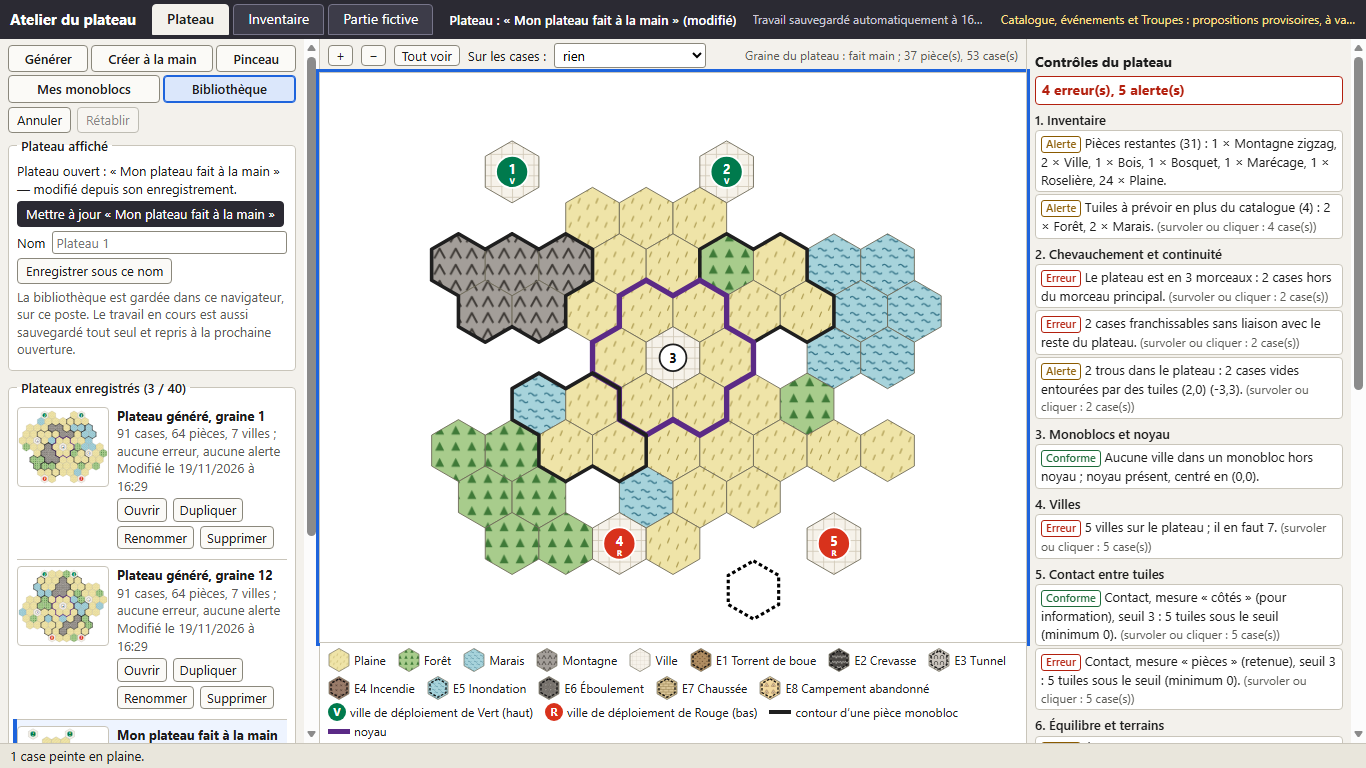 Atelier du plateau
Plateau
Inventaire
Partie fictive
Plateau : « Mon plateau fait à la main » (modifié)
Travail sauvegardé automatiquement à 16...
Catalogue, événements et Troupes : propositions provisoires, à va...
Générer
Créer à la main
Pinceau
Mes monoblocs
Bibliothèque
Annuler
Rétablir
Plateau affiché
Plateau ouvert : « Mon plateau fait à la main »
— modifié depuis son enregistrement.
Mettre à jour « Mon plateau fait à la main »
Nom
Plateau 1
Enregistrer sous ce nom
La bibliothèque est gardée dans ce navigateur,
sur ce poste. Le travail en cours est aussi
sauvegardé tout seul et repris à la prochaine
ouverture.
Plateaux enregistrés (3 / 40)
Plateau généré, graine 1
91 cases, 64 pièces, 7 villes ;
aucune erreur, aucune alerte
Modifié le 19/11/2026 à
16:29
Ouvrir
Dupliquer
Renommer
Supprimer
Plateau généré, graine 12
91 cases, 64 pièces, 7 villes ;
aucune erreur, aucune alerte
Modifié le 19/11/2026 à
16:29
Ouvrir
Dupliquer
Renommer
Supprimer
Mon plateau fait à la main
+
−
Tout voir
Sur les cases :
rien
Graine du plateau : fait main ; 37 pièce(s), 53 case(s)
1
V
2
V
3
4
R
5
R
Plaine
Forêt
Marais
Montagne
Ville
E1 Torrent de boue
E2 Crevasse
E3 Tunnel
E4 Incendie
E5 Inondation
E6 Éboulement
E7 Chaussée
E8 Campement abandonné
V ville de déploiement de Vert (haut)
R ville de déploiement de Rouge (bas)
contour d'une pièce monobloc
noyau
Contrôles du plateau
4 erreur(s), 5 alerte(s)
1. Inventaire
Alerte Pièces restantes (31) : 1 × Montagne zigzag,
2 × Ville, 1 × Bois, 1 × Bosquet, 1 × Marécage, 1 ×
Roselière, 24 × Plaine.
Alerte Tuiles à prévoir en plus du catalogue (4) : 2
× Forêt, 2 × Marais. (survoler ou cliquer : 4 case(s))
2. Chevauchement et continuité
Erreur Le plateau est en 3 morceaux : 2 cases hors
du morceau principal. (survoler ou cliquer : 2 case(s))
Erreur 2 cases franchissables sans liaison avec le
reste du plateau. (survoler ou cliquer : 2 case(s))
Alerte 2 trous dans le plateau : 2 cases vides
entourées par des tuiles (2,0) (-3,3). (survoler ou
cliquer : 2 case(s))
3. Monoblocs et noyau
Conforme Aucune ville dans un monobloc hors
noyau ; noyau présent, centré en (0,0).
4. Villes
Erreur 5 villes sur le plateau ; il en faut 7. (survoler
ou cliquer : 5 case(s))
5. Contact entre tuiles
Conforme Contact, mesure « côtés » (pour
information), seuil 3 : 5 tuiles sous le seuil
(minimum 0). (survoler ou cliquer : 5 case(s))
Erreur Contact, mesure « pièces » (retenue), seuil 3
: 5 tuiles sous le seuil (minimum 0). (survoler ou
cliquer : 5 case(s))
6. Équilibre et terrains
1 case peinte en plaine.